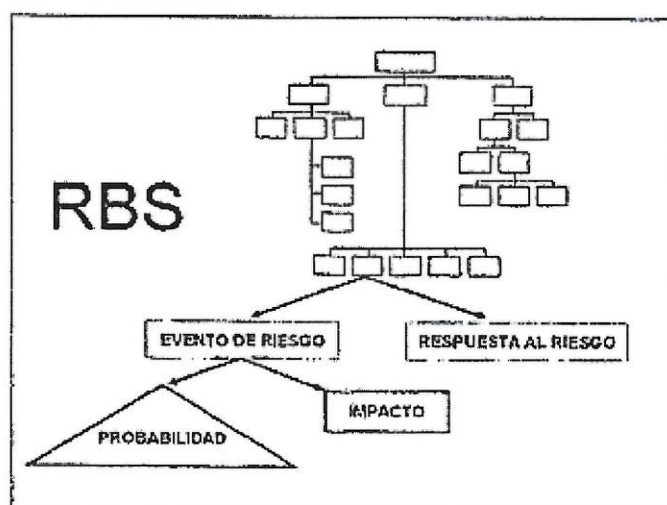 RBS
EVENTO DE RIESGO
RESPUESTA AL RIESGO
IMPACTO
PROBABILIDAD